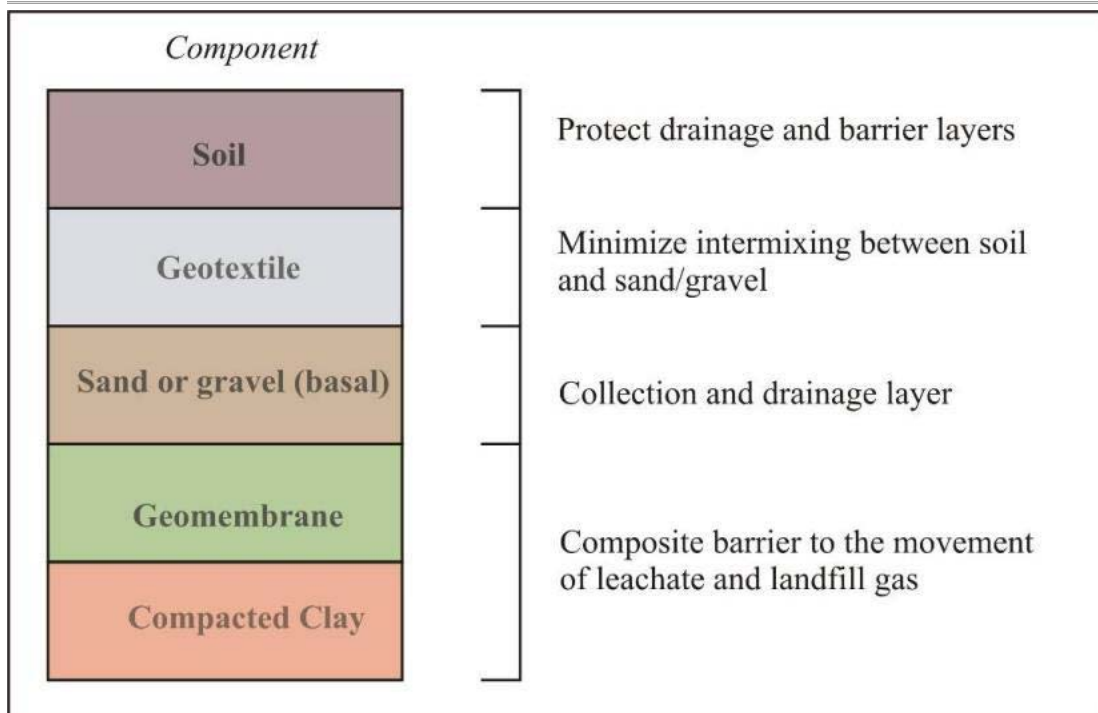 Component
Soil
Protect drainage and barrier layers
Geotextile
Minimize intermixing between soil
and sand/gravel
Sand or gravel (basal)
Collection and drainage layer
Geomembrane
Compacted Clay
Composite barrier to the movement
of leachate and landfill gas